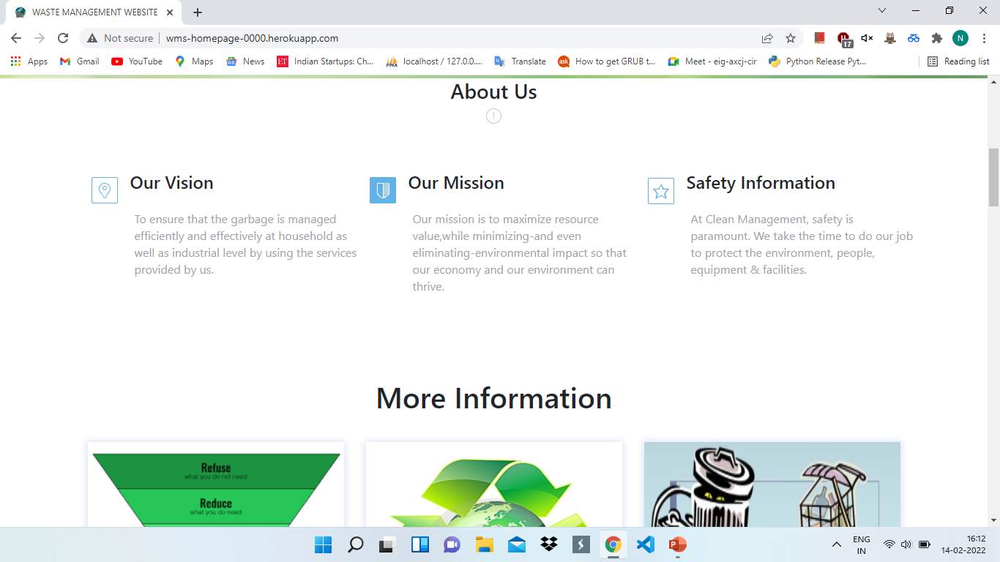 WASTE MANAGEMENT WEBSITE
Not secure
wms-homepage-0000.herokuapp.com
17
N
Apps
Gmail
YouTube
Maps
News
ET
Indian Startups: Ch...
PMA
localhost / 127.0.0....
Translate
ask
How to get GRUB t...
Meet - eig-axcj-cir
Python Release Pyt...
Reading list
About Us
Our Vision
To ensure that the garbage is managed
efficiently and effectively at household as
well as industrial level by using the services
provided by us.
Our Mission
Our mission is to maximize resource
value,while minimizing-and even
eliminating-environmental impact so that
our economy and our environment can
thrive.
Safety Information
At Clean Management, safety is
paramount. We take the time to do our job
to protect the environment, people,
equipment & facilities.
More Information
Refuse
what you do not need
Reduce
what you do need
ENG
IN
16:12
14-02-2022